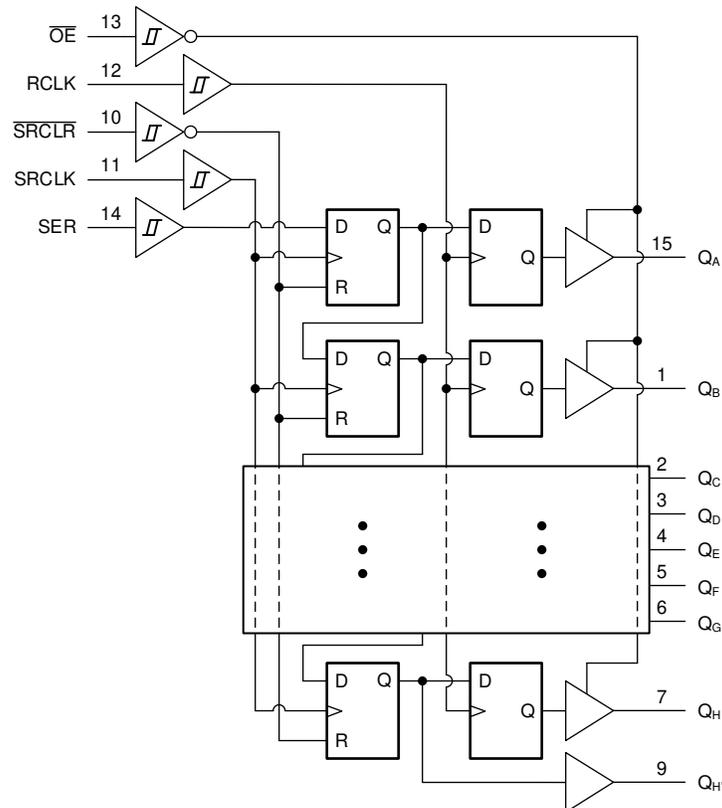 OE 13
RCLK 12
SRCLR 10
SRCLK 11
SER 14
D Q D
R Q 15 QA
D Q D
R Q 1 QB
2 QC
3 QD
4 QE
5 QF
6 QG
D Q D
R Q 7 QH
9 QH'